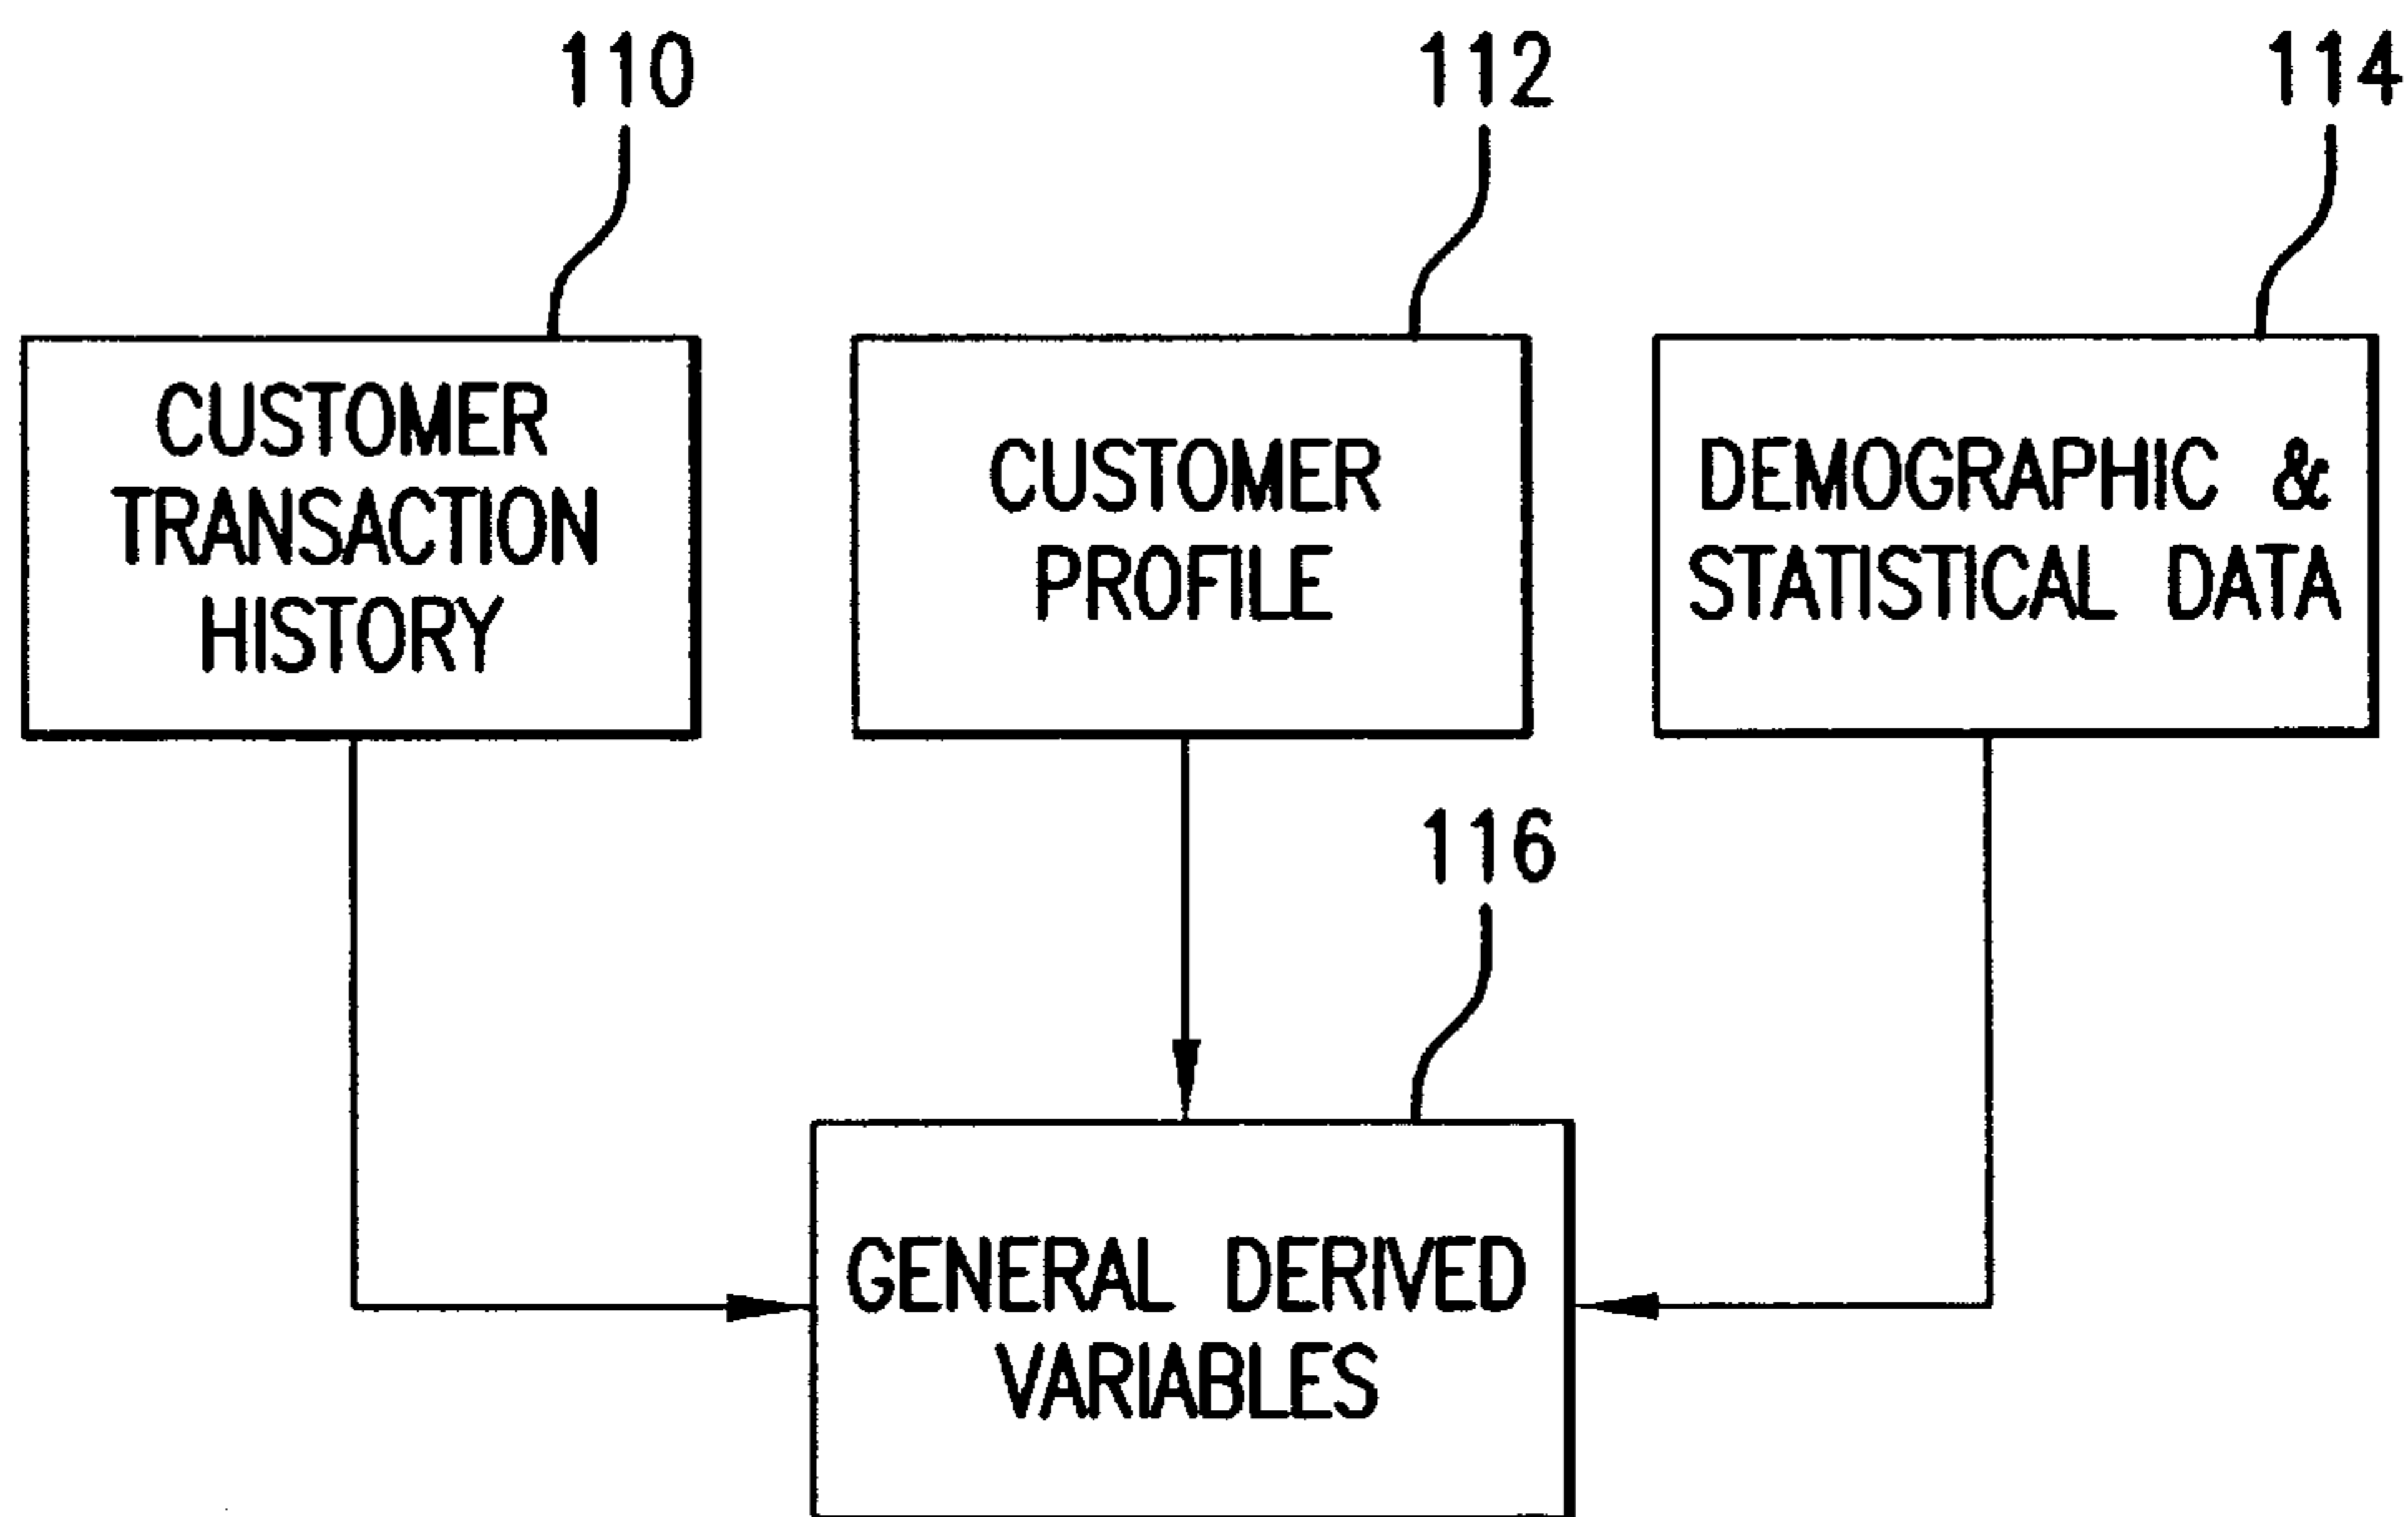 110
112
114
CUSTOMER
TRANSACTION
HISTORY
CUSTOMER
PROFILE
DEMOGRAPHIC &
STATISTICAL DATA
116
GENERAL DERIVED
VARIABLES